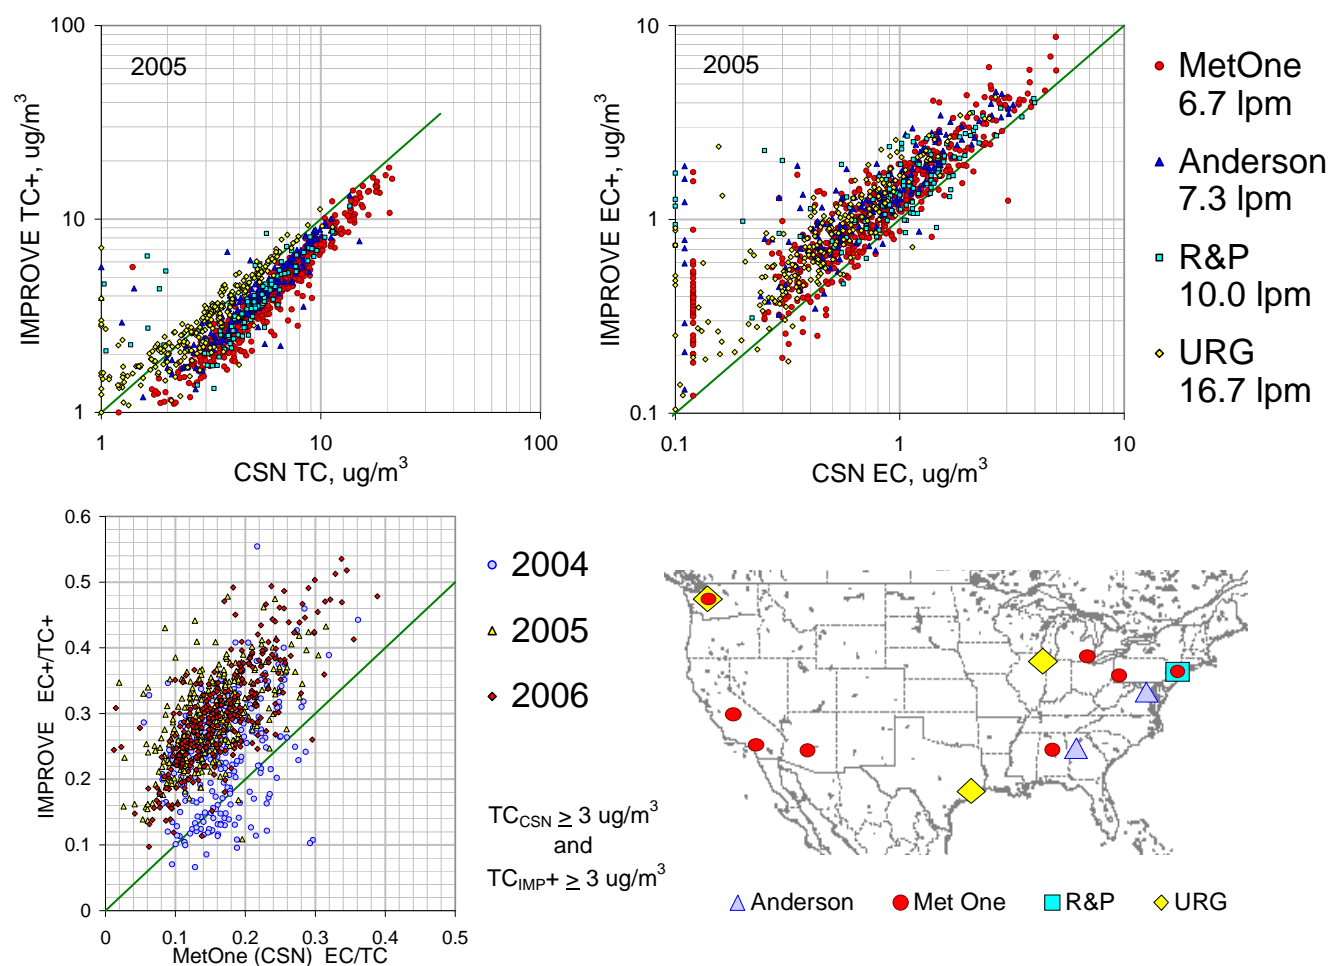 2005
IMPROVE TC+, ug/m³
100
10
1
1
10
100
CSN TC, ug/m³
2005
IMPROVE EC+, ug/m³
10
1
0.1
0.1
1
10
CSN EC, ug/m³
MetOne
6.7 lpm
Anderson
7.3 lpm
R&P
10.0 lpm
URG
16.7 lpm
IMPROVE EC+/TC+
0.6
0.5
0.4
0.3
0.2
0.1
0
0
0.1
0.2
0.3
0.4
0.5
MetOne (CSN) EC/TC
2004
2005
2006
TC_CSN ≥ 3 ug/m³
and
TC_IMP+ ≥ 3 ug/m³
Anderson
Met One
R&P
URG